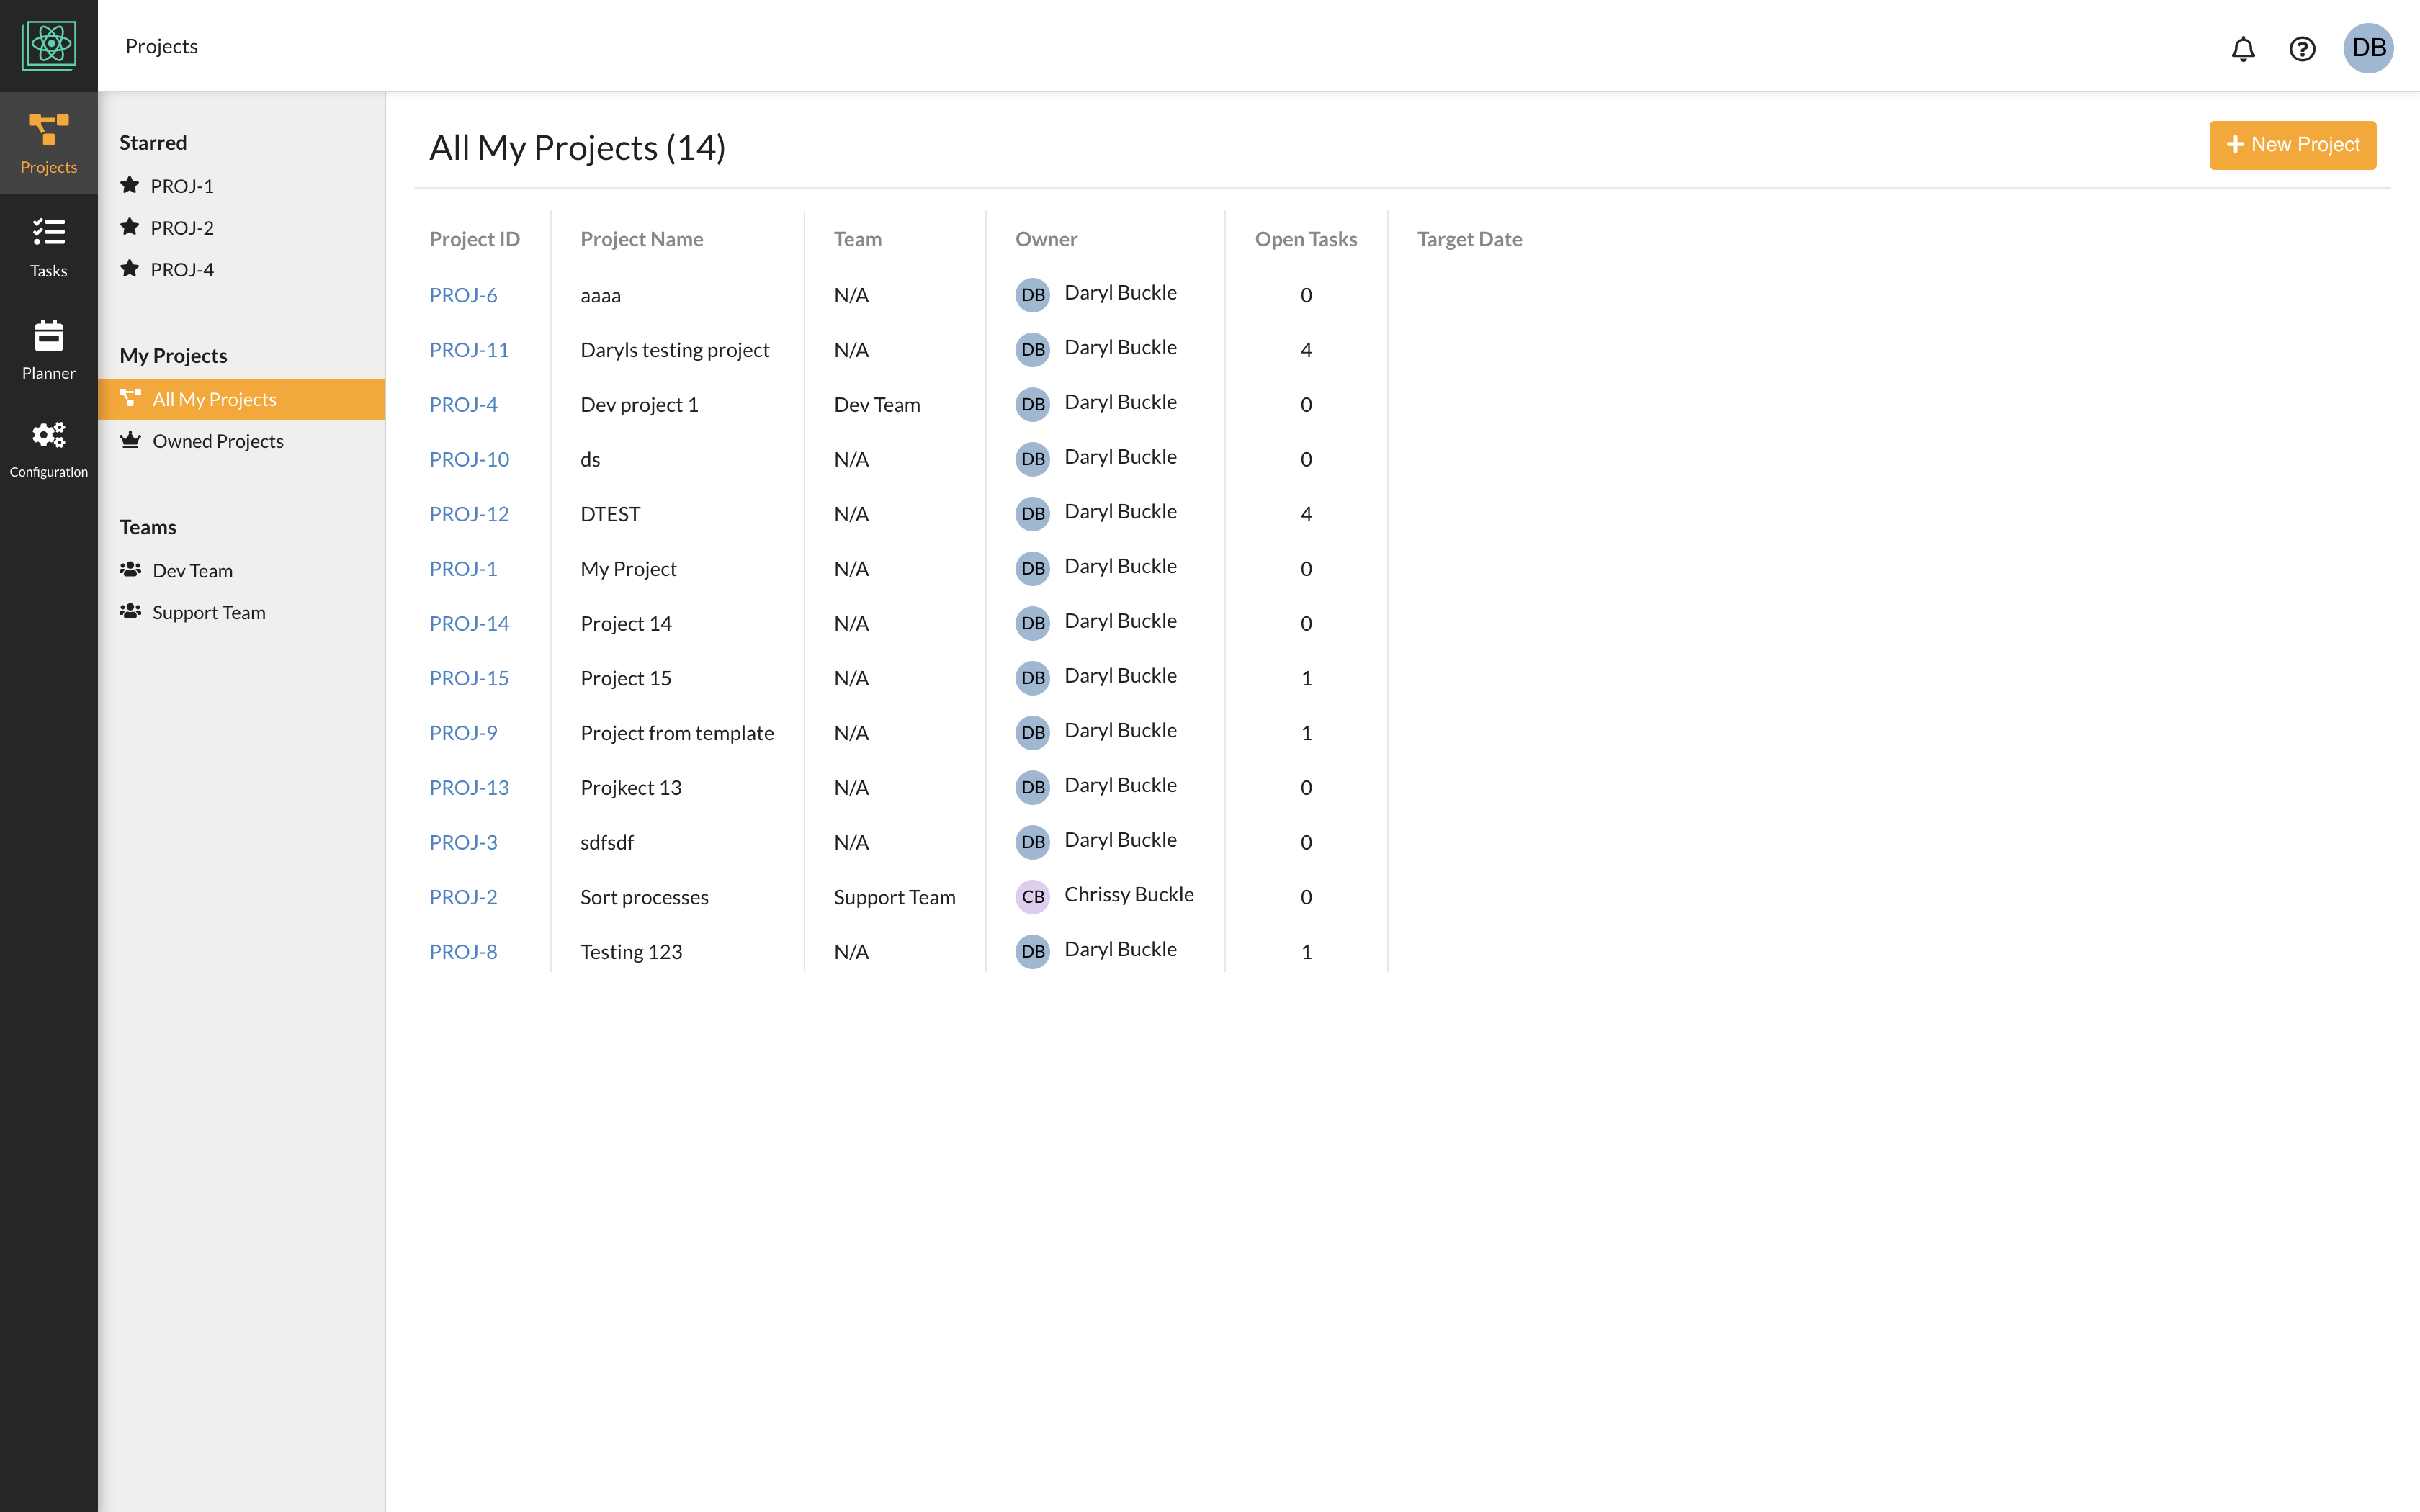 Projects
DB
Projects
Tasks
Planner
Configuration
Starred
PROJ-1
PROJ-2
PROJ-4
My Projects
All My Projects
Owned Projects
Teams
Dev Team
Support Team
All My Projects (14)
New Project
Project ID Project Name Team Owner Open Tasks Target Date
PROJ-6 aaaa N/A DB Daryl Buckle 0
PROJ-11 Daryls testing project N/A DB Daryl Buckle 4
PROJ-4 Dev project 1 Dev Team DB Daryl Buckle 0
PROJ-10 ds N/A DB Daryl Buckle 0
PROJ-12 DTEST N/A DB Daryl Buckle 4
PROJ-1 My Project N/A DB Daryl Buckle 0
PROJ-14 Project 14 N/A DB Daryl Buckle 0
PROJ-15 Project 15 N/A DB Daryl Buckle 1
PROJ-9 Project from template N/A DB Daryl Buckle 1
PROJ-13 Projkect 13 N/A DB Daryl Buckle 0
PROJ-3 sdfsdf N/A DB Daryl Buckle 0
PROJ-2 Sort processes Support Team CB Chrissy Buckle 0
PROJ-8 Testing 123 N/A DB Daryl Buckle 1